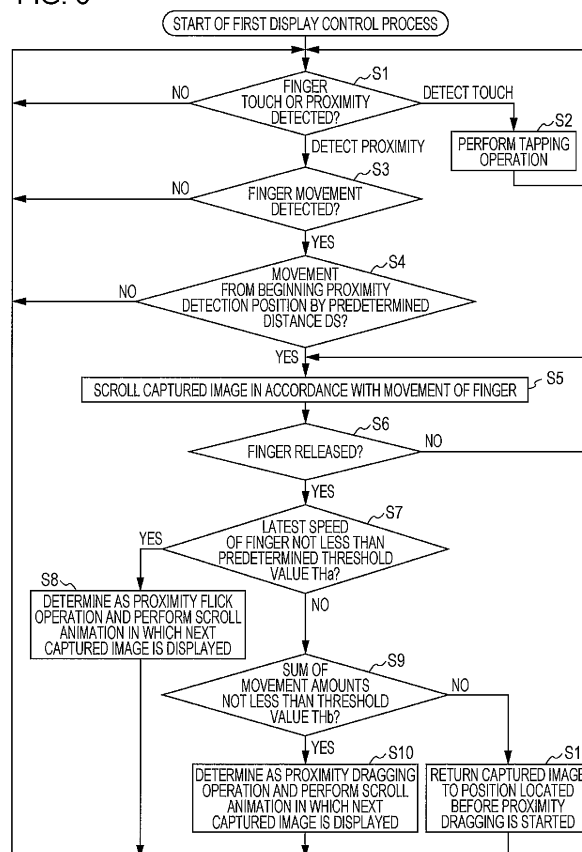 START OF FIRST DISPLAY CONTROL PROCESS
S1
FINGER
TOUCH OR PROXIMITY
DETECTED?
NO
DETECT TOUCH
S2
PERFORM TAPPING
OPERATION
DETECT PROXIMITY
S3
FINGER MOVEMENT
DETECTED?
NO
YES
S4
MOVEMENT
FROM BEGINNING PROXIMITY
DETECTION POSITION BY PREDETERMINED
DISTANCE DS?
NO
YES
SCROLL CAPTURED IMAGE IN ACCORDANCE WITH MOVEMENT OF FINGER
S5
S6
FINGER RELEASED?
NO
YES
S7
LATEST SPEED
OF FINGER NOT LESS THAN
PREDETERMINED THRESHOLD
VALUE THa?
YES
NO
S8
DETERMINE AS PROXIMITY FLICK
OPERATION AND PERFORM SCROLL
ANIMATION IN WHICH NEXT
CAPTURED IMAGE IS DISPLAYED
S9
SUM OF
MOVEMENT AMOUNTS
NOT LESS THAN THRESHOLD
VALUE THb?
NO
YES
S10
DETERMINE AS PROXIMITY DRAGGING
OPERATION AND PERFORM SCROLL
ANIMATION IN WHICH NEXT
CAPTURED IMAGE IS DISPLAYED
RETURN CAPTURED IMAGE
TO POSITION LOCATED
BEFORE PROXIMITY
DRAGGING IS STARTED